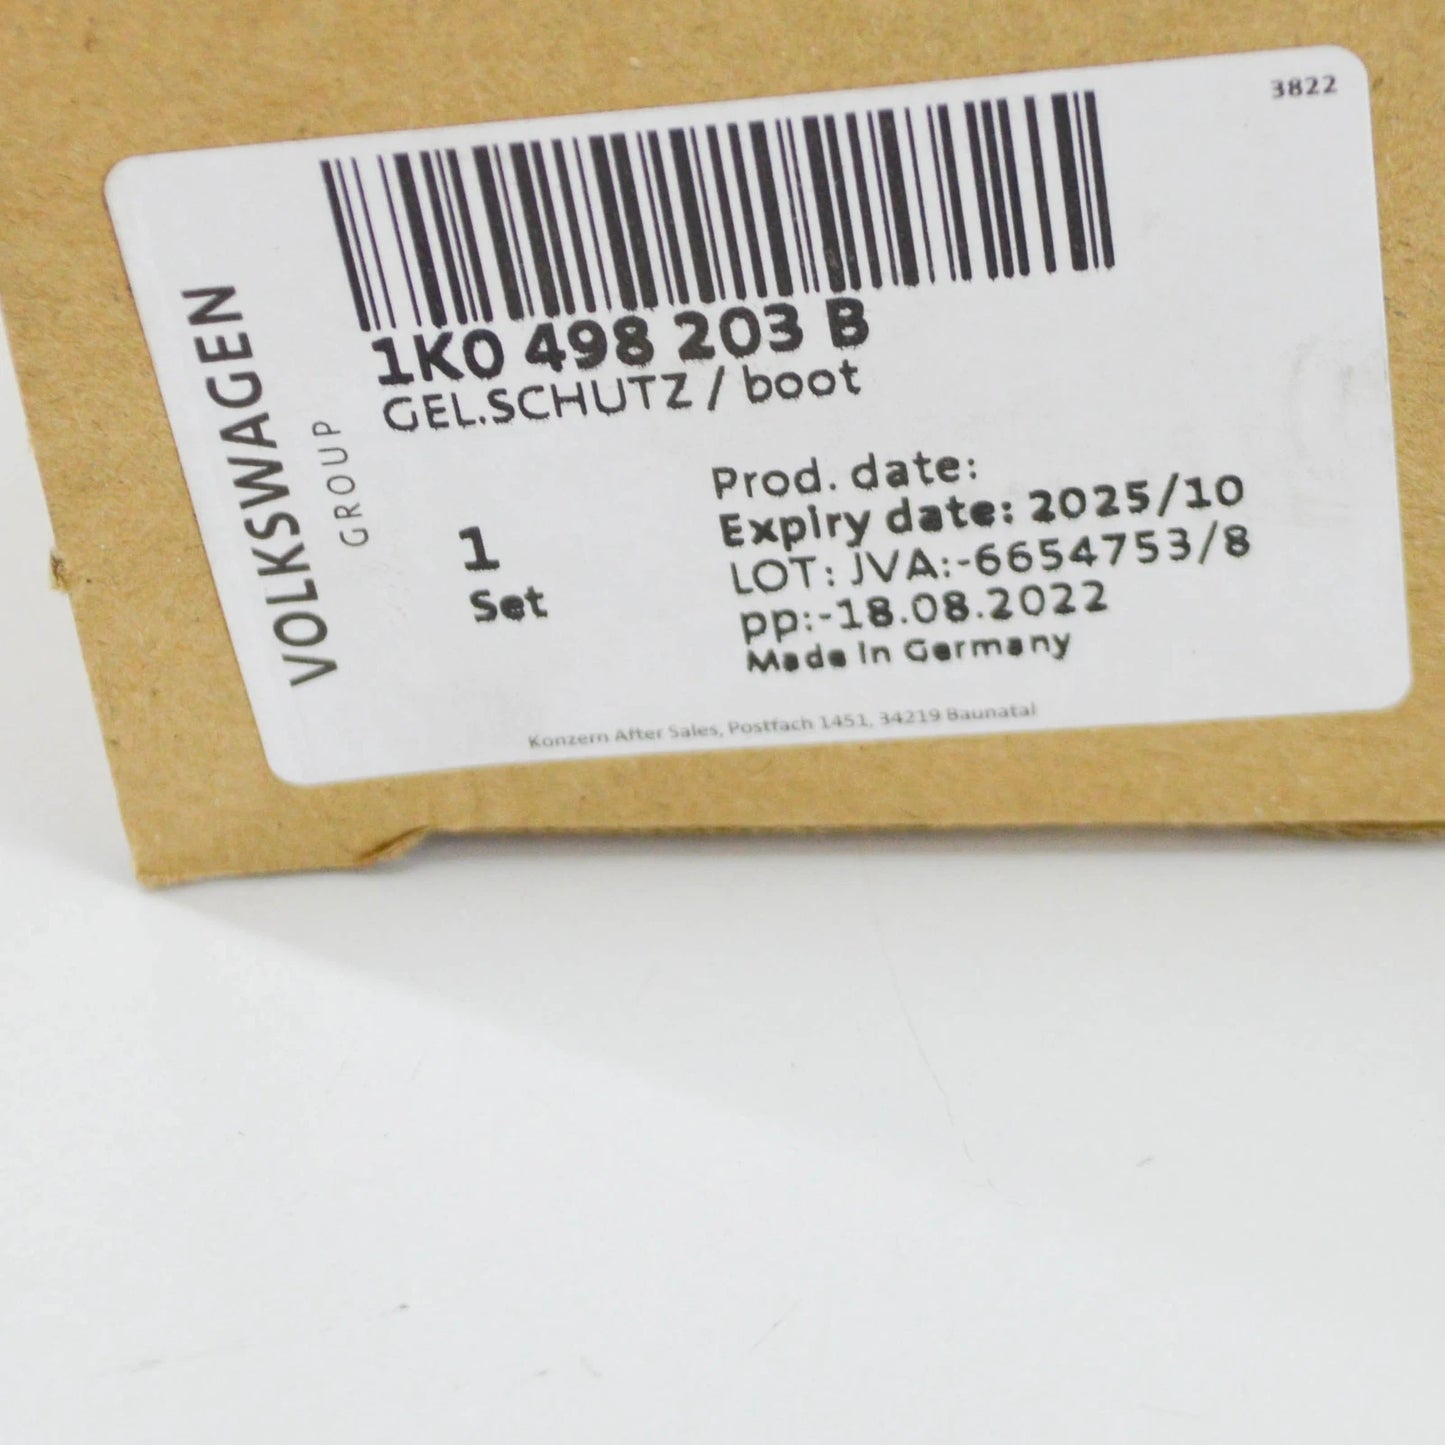 3822
VOLKSWAGEN
GROUP
1K0 498 203 B
GEL.SCHUTZ / boot
1
Set
Prod. date:
Expiry date: 2025/10
LOT: JVA:-6654753/8
pp:-18.08.2022
Made in Germany
Konzern After Sales, Postfach 1451, 34219 Baunatal